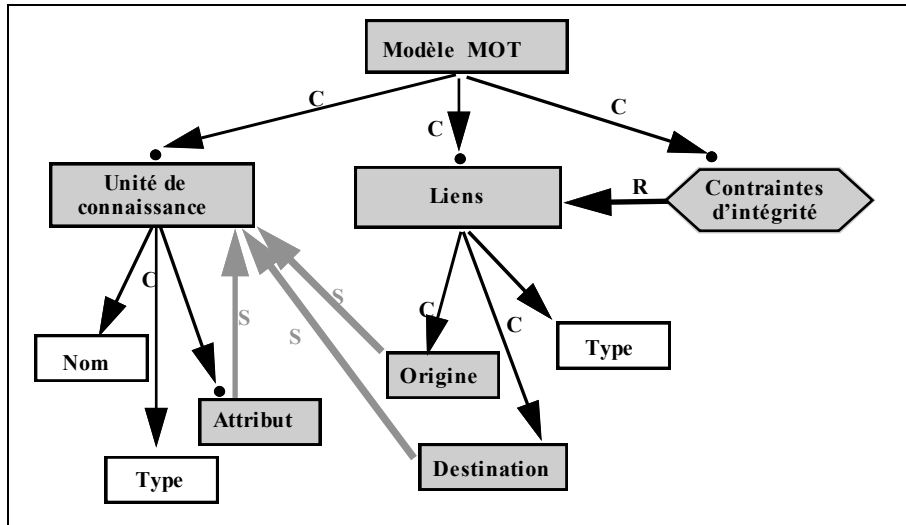 Modèle MOT
C
C
C
Unité de
connaissance
Liens
R
Contraintes
d'intégrité
C
S
S
S
C
C
Nom
Attribut
Type
Origine
Destination
Type